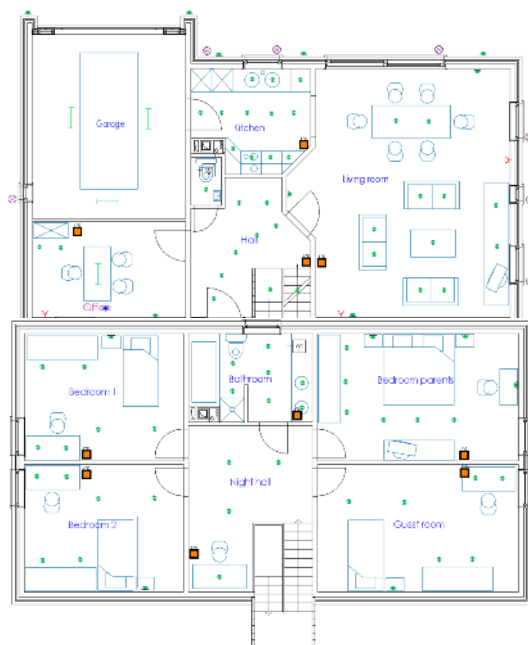 Garage
Kitchen
Living room
Hall
Office
Bedroom 1
Bathroom
Bedroom parents
Night hall
Bedroom 2
Guest room